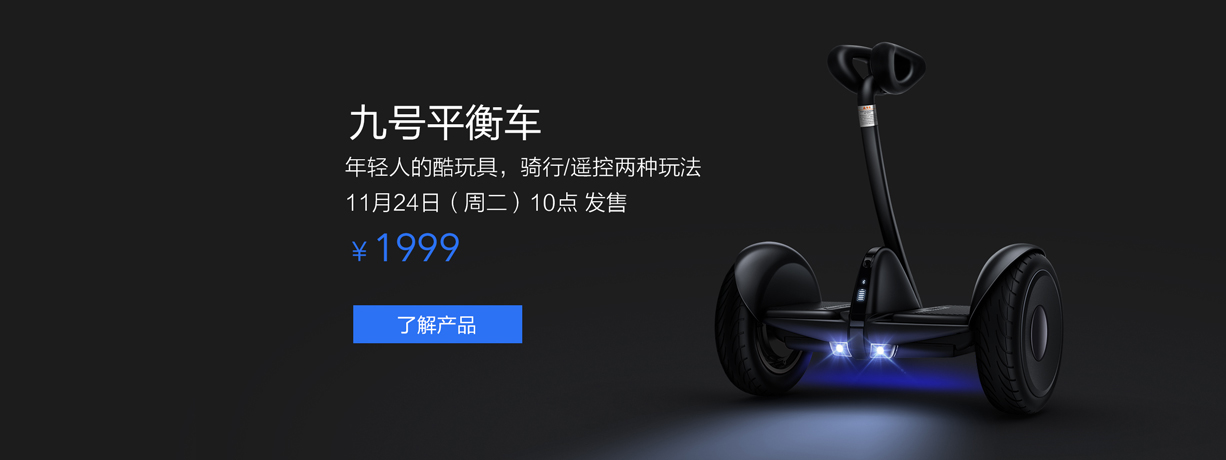 九号平衡车
年轻人的酷玩具，骑行/遥控两种玩法
11月24日（周二）10点 发售
¥ 1999
了解产品